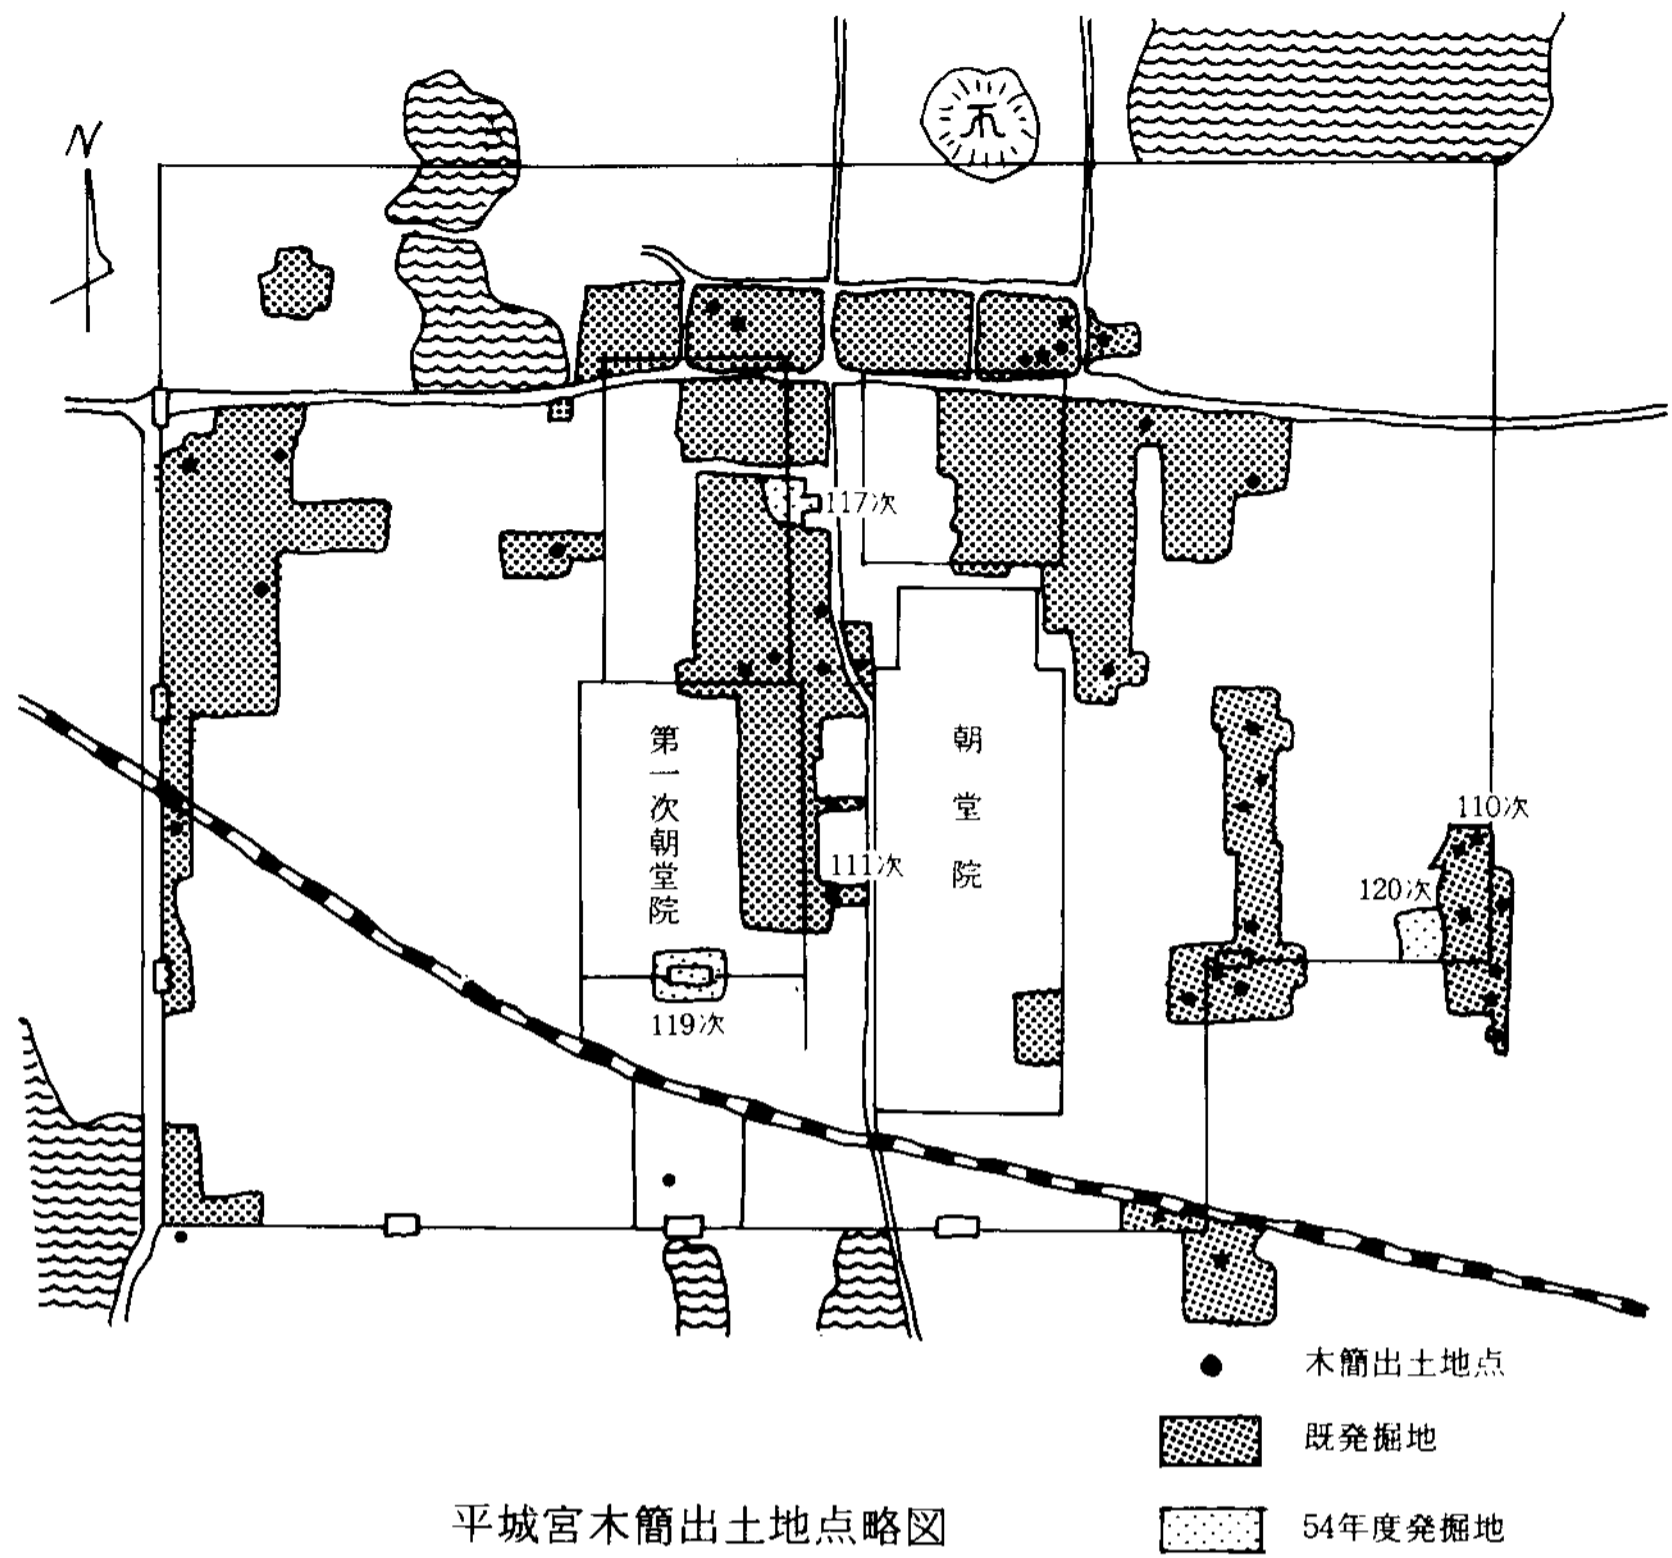 N
117次
第一次朝堂院
朝堂院
110次
111次
120次
119次
木簡出土地点
既発掘地
54年度発掘地
平城宮木簡出土地点略図